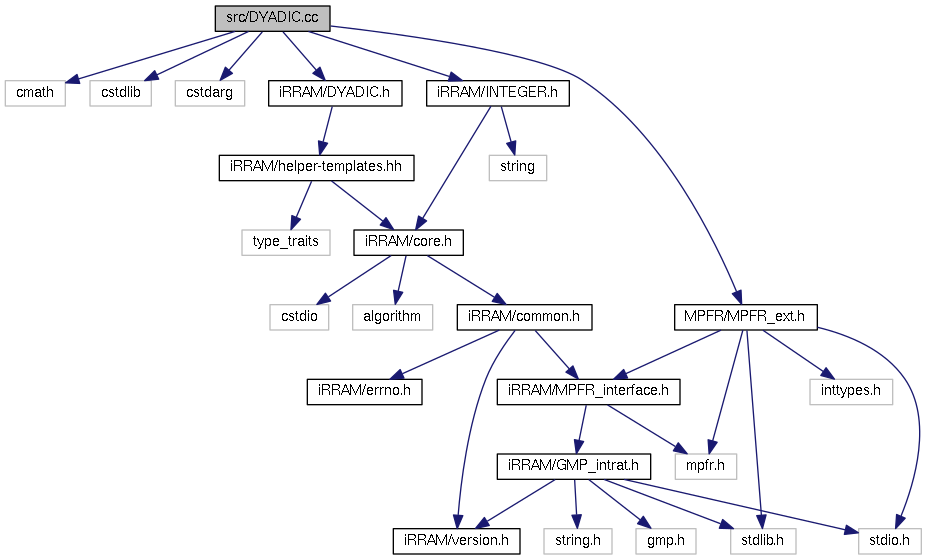 src/DYADIC.cc
cmath
cstdlib
cstdarg
iRRAM/DYADIC.h
iRRAM/INTEGER.h
iRRAM/helper-templates.hh
string
type_traits
iRRAM/core.h
cstdio
algorithm
iRRAM/common.h
MPFR/MPFR_ext.h
iRRAM/errno.h
iRRAM/MPFR_interface.h
inttypes.h
iRRAM/GMP_intrat.h
mpfr.h
iRRAM/version.h
string.h
gmp.h
stdlib.h
stdio.h